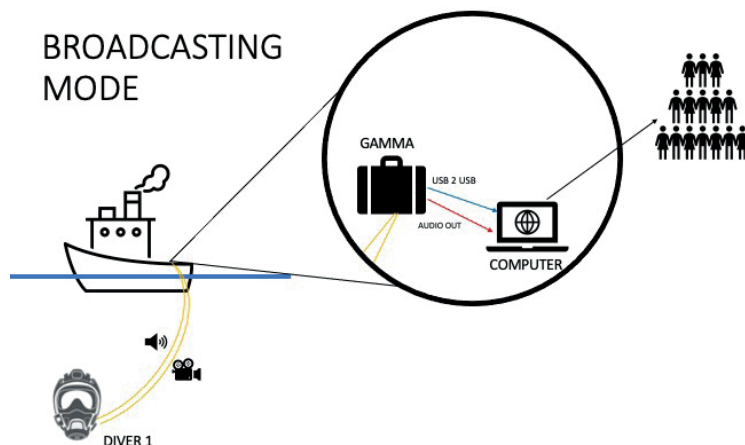 BROADCASTING
MODE
GAMMA
USB 2 USB
AUDIO OUT
COMPUTER
DIVER 1